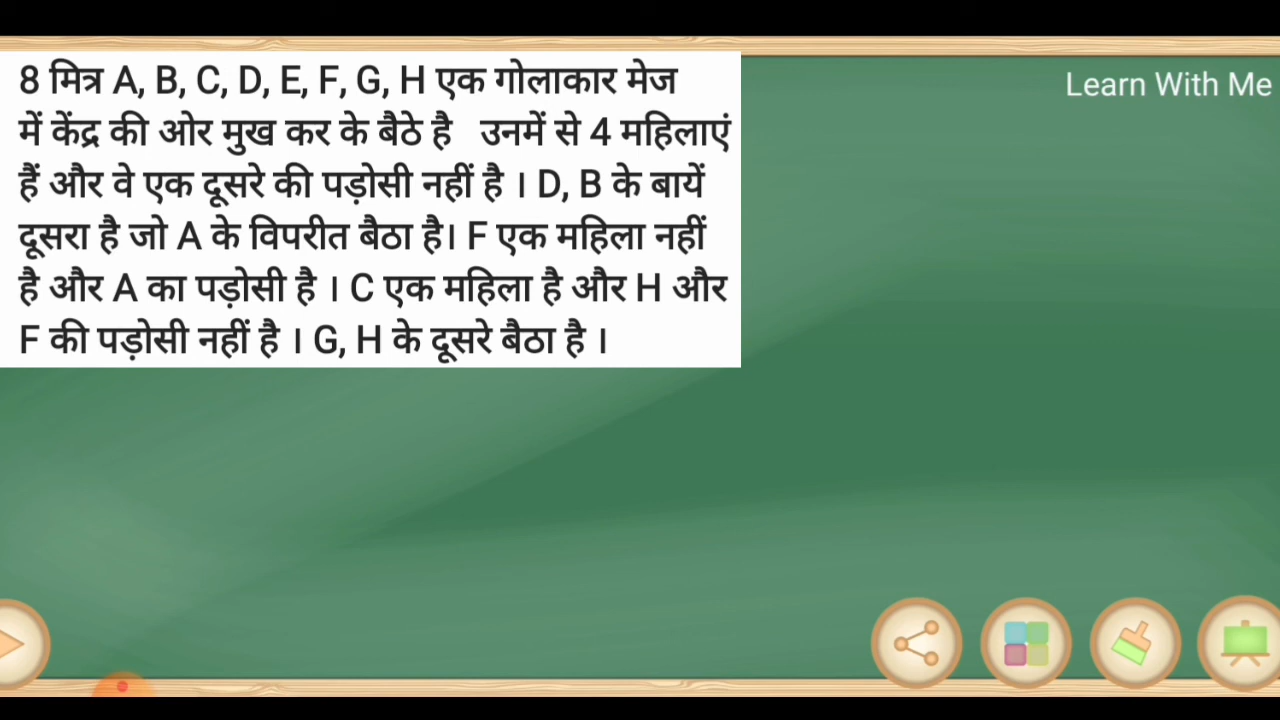 8 मित्र A, B, C, D, E, F, G, H एक गोलाकार मेज
में केंद्र की ओर मुख कर के बैठे है उनमें से 4 महिलाएं
हैं और वे एक दूसरे की पड़ोसी नहीं है । D, B के बायें
दूसरा है जो A के विपरीत बैठा है। F एक महिला नहीं
है और A का पड़ोसी है । C एक महिला है और H और
F की पड़ोसी नहीं है । G, H के दूसरे बैठा है ।
Learn With Me